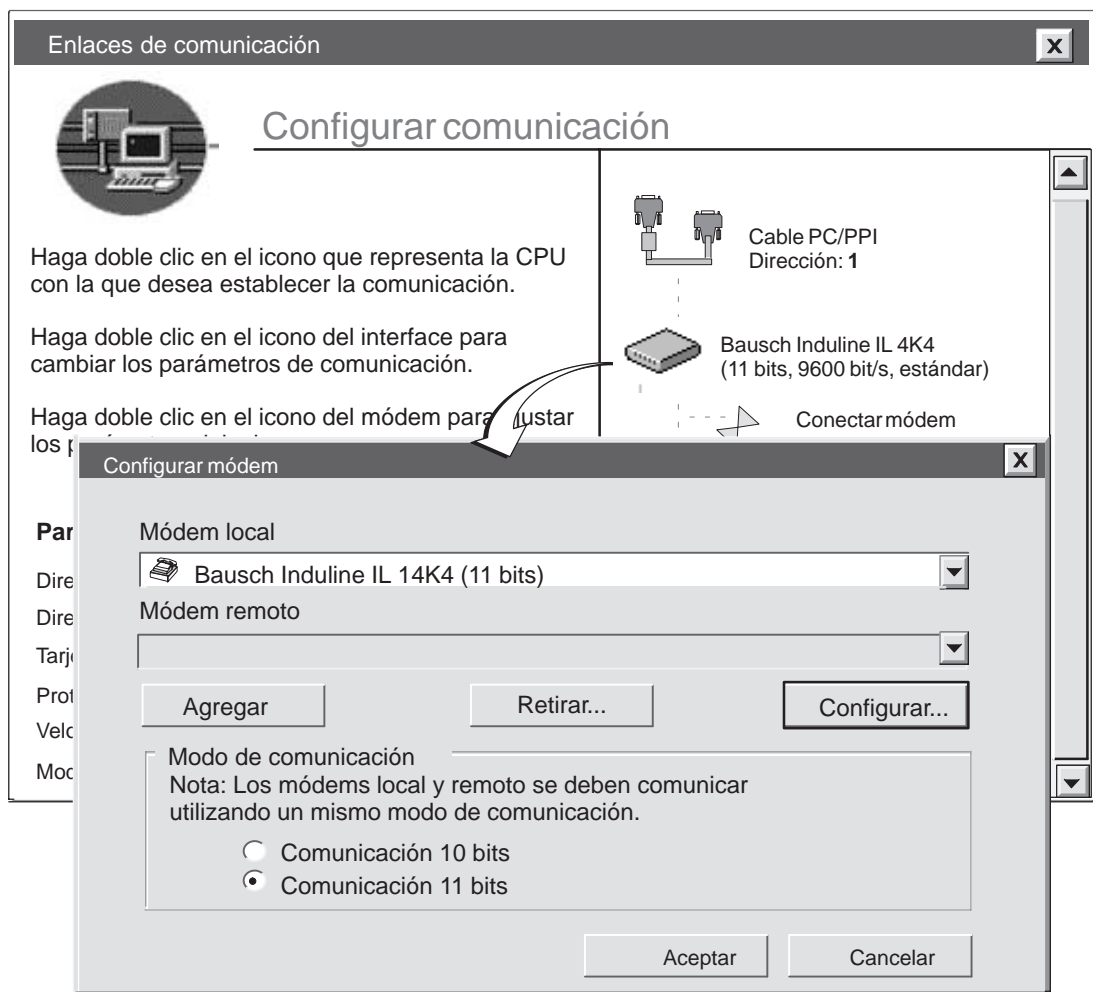 Enlaces de comunicación
Configurar comunicación
Haga doble clic en el icono que representa la CPU
con la que desea establecer la comunicación.
Haga doble clic en el icono del interface para
cambiar los parámetros de comunicación.
Haga doble clic en el icono del módem para
los
Cable PC/PPI
Dirección: 1
Bausch Induline IL 4K4
(11 bits, 9600 bit/s, estándar)
Conectar módem
Configurar módem
Módem local
Bausch Induline IL 14K4 (11 bits)
Módem remoto
Agregar
Retirar...
Configurar...
Modo de comunicación
Nota: Los módems local y remoto se deben comunicar
utilizando un mismo modo de comunicación.
Comunicación 10 bits
Comunicación 11 bits
Aceptar
Cancelar